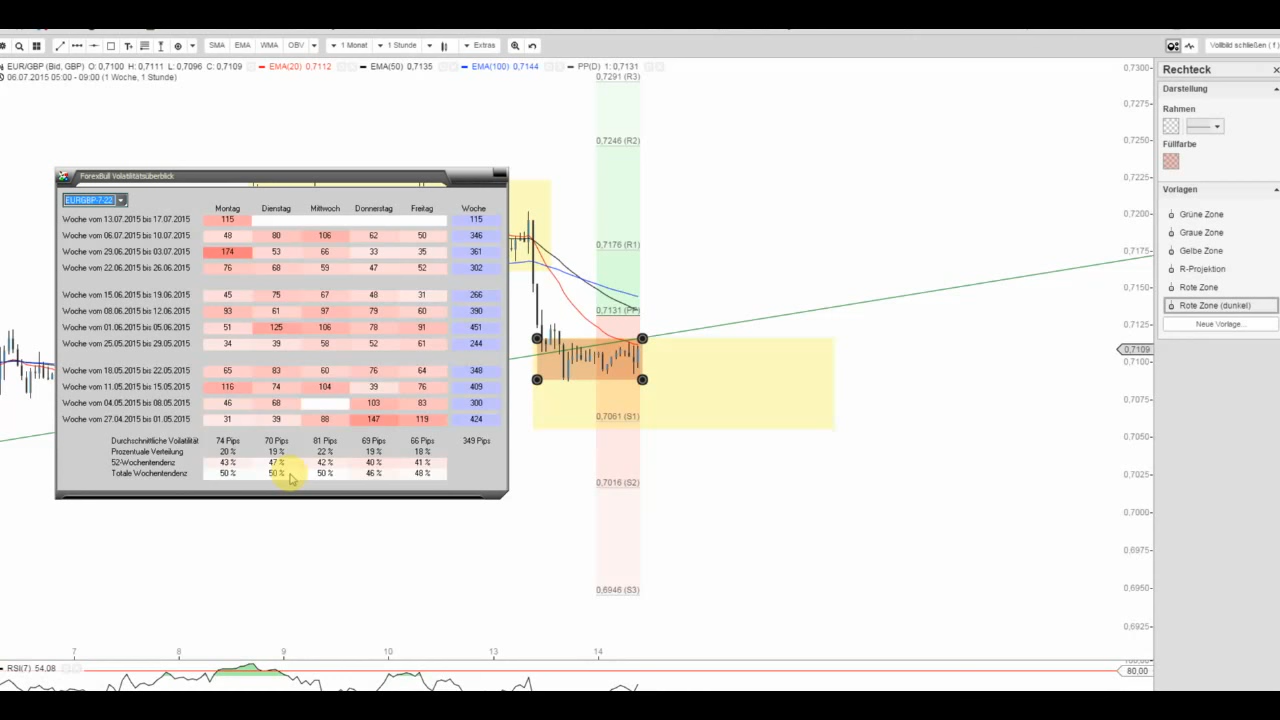 SMA EMA WMA OBV 1 Monat 1 Stunde Extras Vollbild schließen ( f )
EUR/GBP (Bid, GBP) O: 0,7100 H: 0,7111 L: 0,7096 C: 0,7109 EMA(20) 0,7112 EMA(50) 0,7135 EMA(100) 0,7144 PP(D) 1: 0,7131
06.07.2015 05:00 - 09:00 (1 Woche, 1 Stunde)
0,7291 (R3)
0,7246 (R2)
0,7176 (R1)
0,7131 (PP)
0,7061 (S1)
0,7016 (S2)
0,6946 (S3)
ForexBull Volatilitätsüberblick
EURGBP-7-22
Montag Dienstag Mittwoch Donnerstag Freitag Woche
Woche vom 13.07.2015 bis 17.07.2015 115 115
Woche vom 06.07.2015 bis 10.07.2015 48 80 106 62 50 346
Woche vom 29.06.2015 bis 03.07.2015 174 53 66 33 35 361
Woche vom 22.06.2015 bis 26.06.2015 76 68 59 47 52 302
Woche vom 15.06.2015 bis 19.06.2015 45 75 67 48 31 266
Woche vom 08.06.2015 bis 12.06.2015 93 61 97 79 60 390
Woche vom 01.06.2015 bis 05.06.2015 51 125 106 78 91 451
Woche vom 25.05.2015 bis 29.05.2015 34 39 58 52 61 244
Woche vom 18.05.2015 bis 22.05.2015 65 83 60 76 64 348
Woche vom 11.05.2015 bis 15.05.2015 116 74 104 39 76 409
Woche vom 04.05.2015 bis 08.05.2015 46 68 103 83 300
Woche vom 27.04.2015 bis 01.05.2015 31 39 88 147 119 424
Durchschnittliche Voilatilität 74 Pips 70 Pips 81 Pips 69 Pips 66 Pips 349 Pips
Prozentuale Verteilung 20 % 19 % 22 % 19 % 18 %
52-Wochentendenz 43 % 47 % 42 % 40 % 41 %
Totale Wochentendenz 50 % 50 % 50 % 46 % 48 %
0,7300
0,7275
0,7250
0,7225
0,7200
0,7175
0,7150
0,7125
0,7109
0,7100
0,7075
0,7050
0,7025
0,7000
0,6975
0,6950
0,6925
7 8 9 10 13 14
RSI(7) 54,08
80,00
Rechteck
Darstellung
Rahmen
Füllfarbe
Vorlagen
Grüne Zone
Graue Zone
Gelbe Zone
R-Projektion
Rote Zone
Rote Zone (dunkel)
Neue Vorlage...